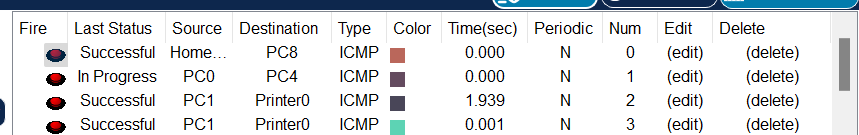 Fire Last Status Source Destination Type Color Time(sec) Periodic Num Edit Delete
Successful Home... PC8 ICMP 0.000 N 0 (edit) (delete)
In Progress PC0 PC4 ICMP 0.000 N 1 (edit) (delete)
Successful PC1 Printer0 ICMP 1.939 N 2 (edit) (delete)
Successful PC1 Printer0 ICMP 0.001 N 3 (edit) (delete)